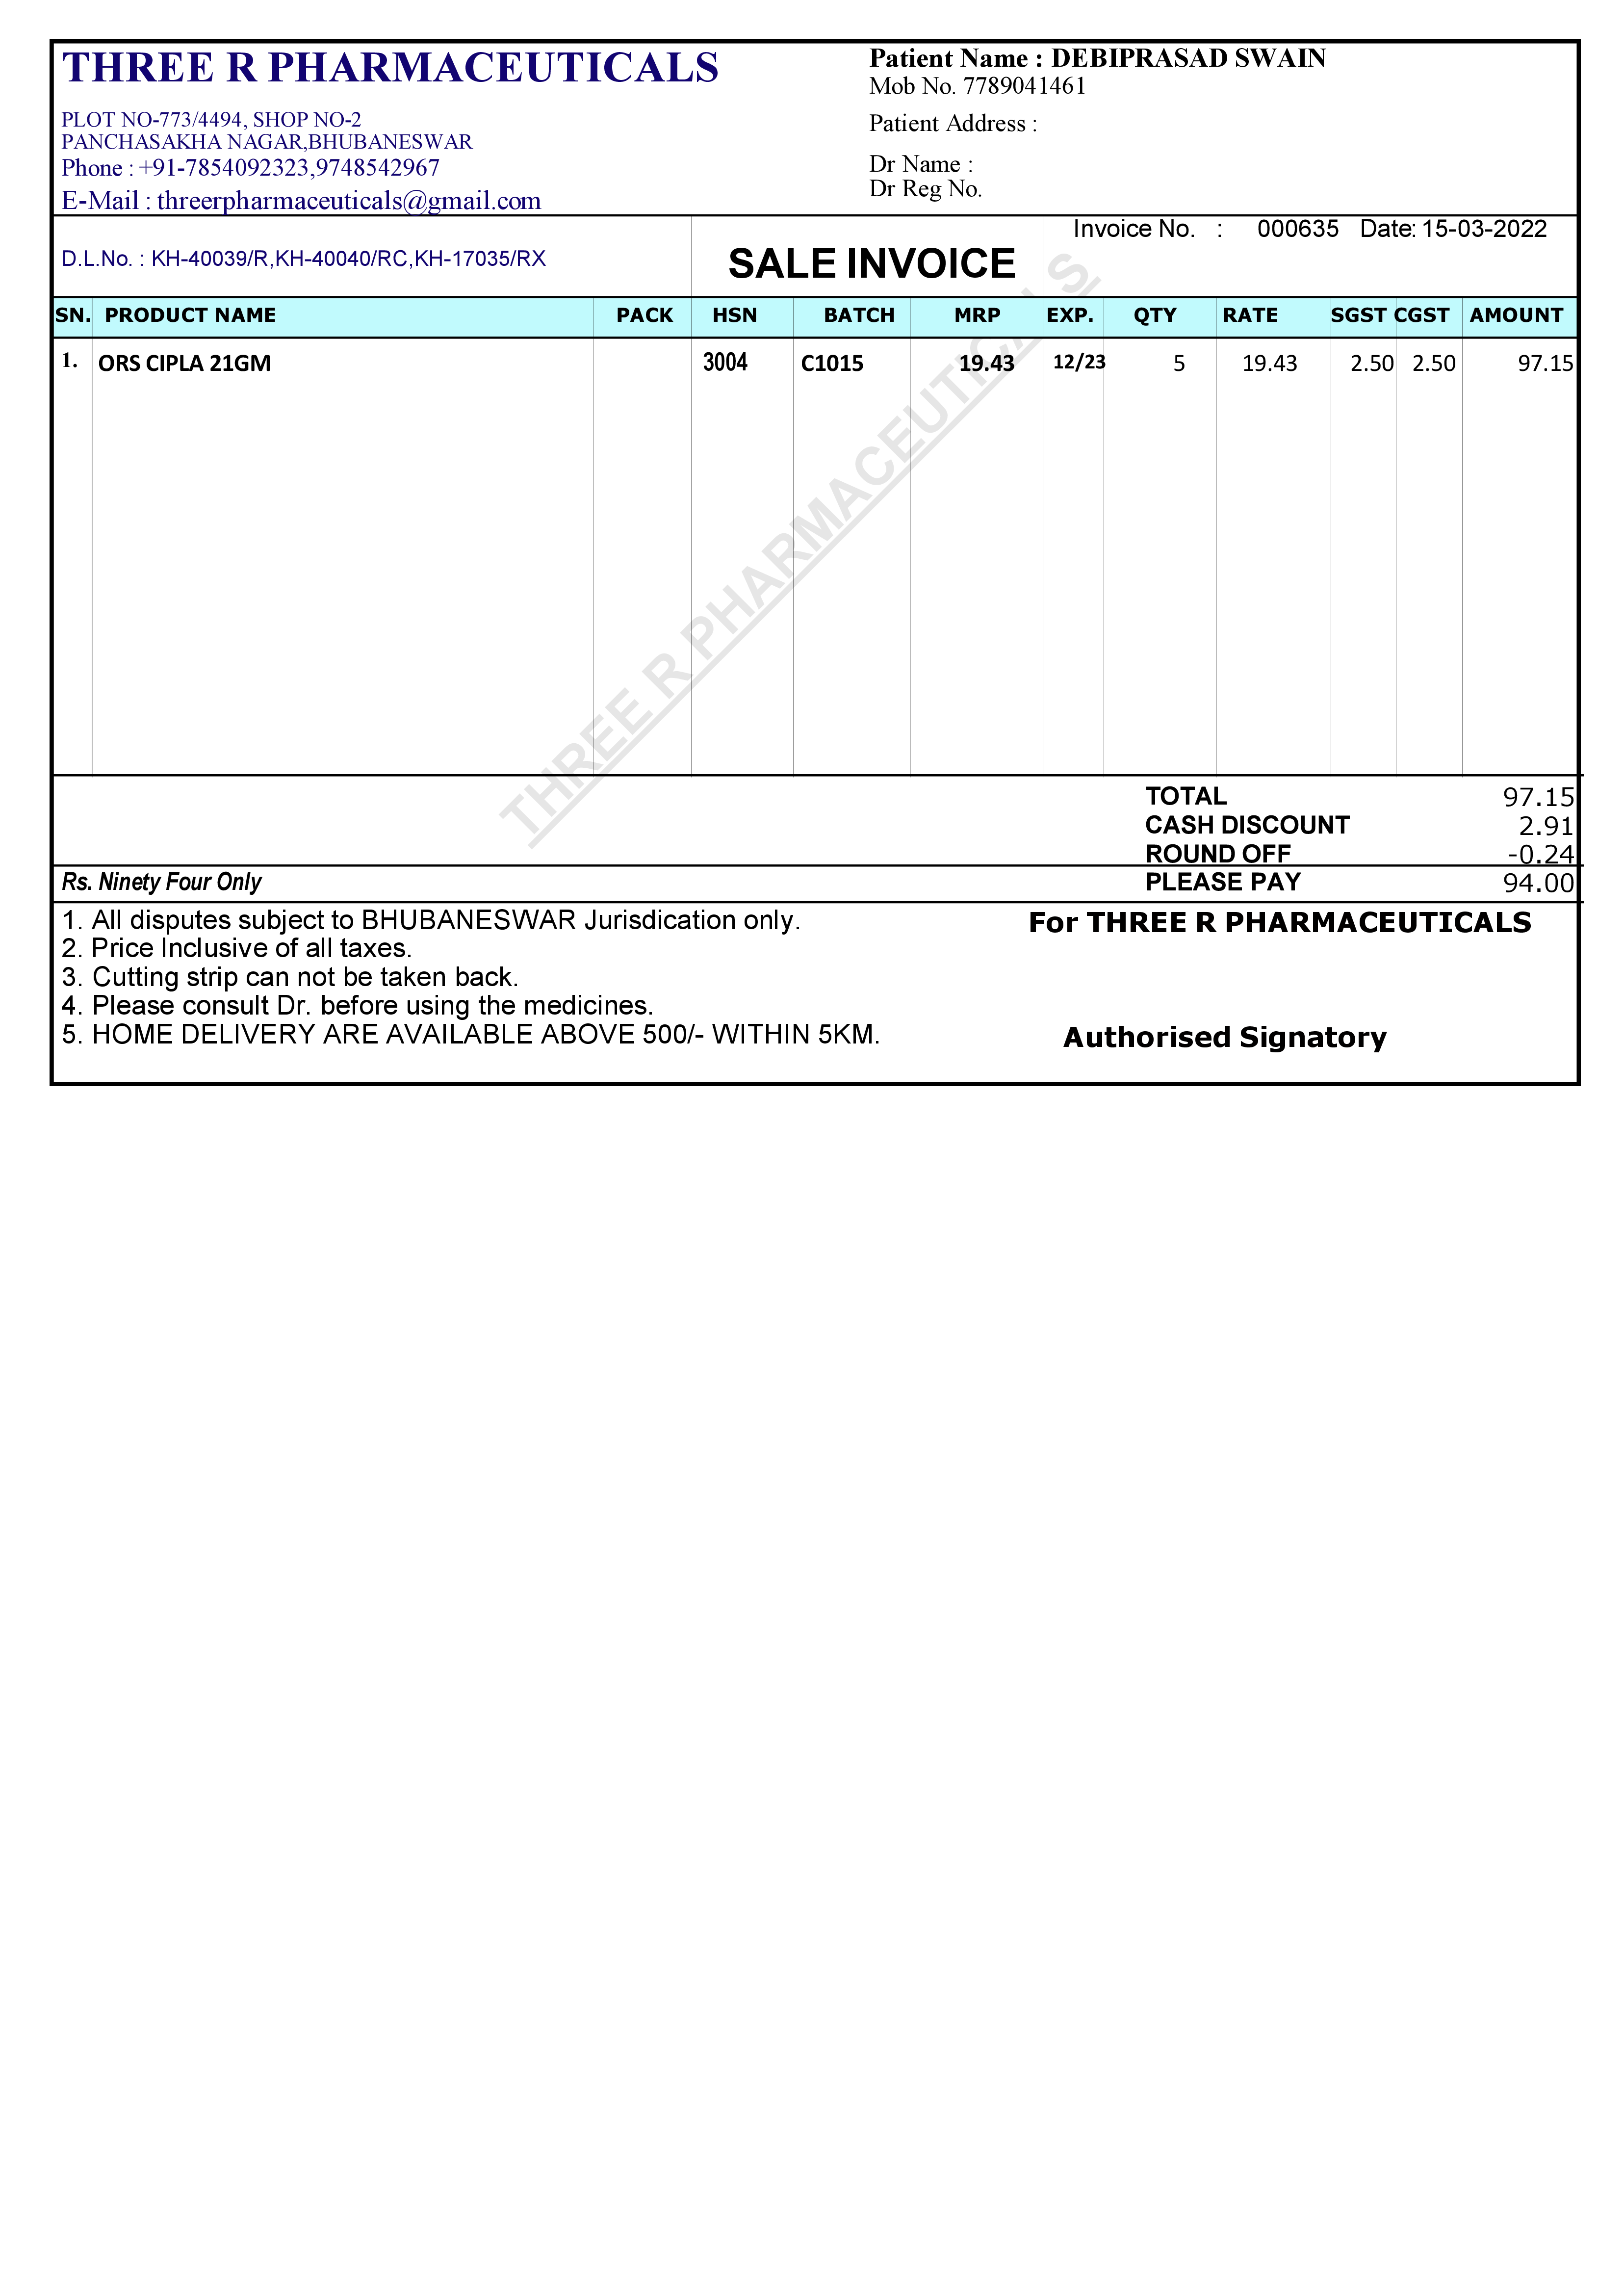 THREE R PHARMACEUTICALS
PLOT NO-773/4494, SHOP NO-2
PANCHASAKHA NAGAR,BHUBANESWAR
Phone : +91-7854092323,9748542967
E-Mail : threerpharmaceuticals@gmail.com
Patient Name : DEBIPRASAD SWAIN
Mob No. 7789041461
Patient Address :
Dr Name :
Dr Reg No.
D.L.No. : KH-40039/R,KH-40040/RC,KH-17035/RX
SALE INVOICE
Invoice No. : 000635 Date: 15-03-2022
SN. PRODUCT NAME PACK HSN BATCH MRP EXP. QTY RATE SGST CGST AMOUNT
1. ORS CIPLA 21GM 3004 C1015 19.43 12/23 5 19.43 2.50 2.50 97.15
THREE R PHARMACEUTICALS
TOTAL 97.15
CASH DISCOUNT 2.91
ROUND OFF -0.24
Rs. Ninety Four Only PLEASE PAY 94.00
1. All disputes subject to BHUBANESWAR Jurisdication only.
2. Price Inclusive of all taxes.
3. Cutting strip can not be taken back.
4. Please consult Dr. before using the medicines.
5. HOME DELIVERY ARE AVAILABLE ABOVE 500/- WITHIN 5KM.
For THREE R PHARMACEUTICALS
Authorised Signatory